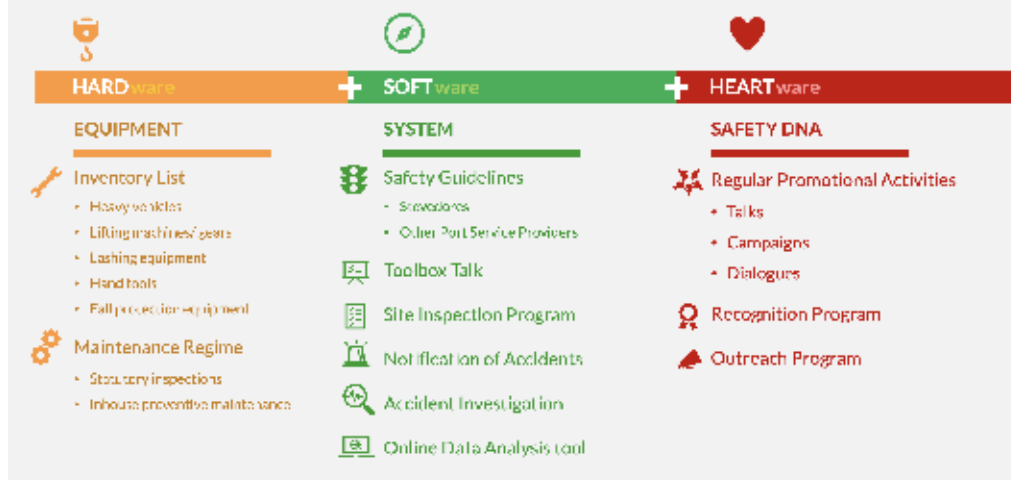 HARDware
EQUIPMENT
Inventory List
• Heavy vehicles
• Lifting machines/ gears
• Lashing equipment
• Hand tools
• Fall protection equipment
Maintenance Regime
• Statutory inspections
• Inhouse preventive maintenance
+
SOFTware
SYSTEM
Safety Guidelines
• Stevedores
• Other Port Service Providers
Toolbox Talk
Site Inspection Program
Notification of Accidents
Accident Investigation
Online Data Analysis tool
+
HEARTware
SAFETY DNA
Regular Promotional Activities
• Talks
• Campaigns
• Dialogues
Recognition Program
Outreach Program